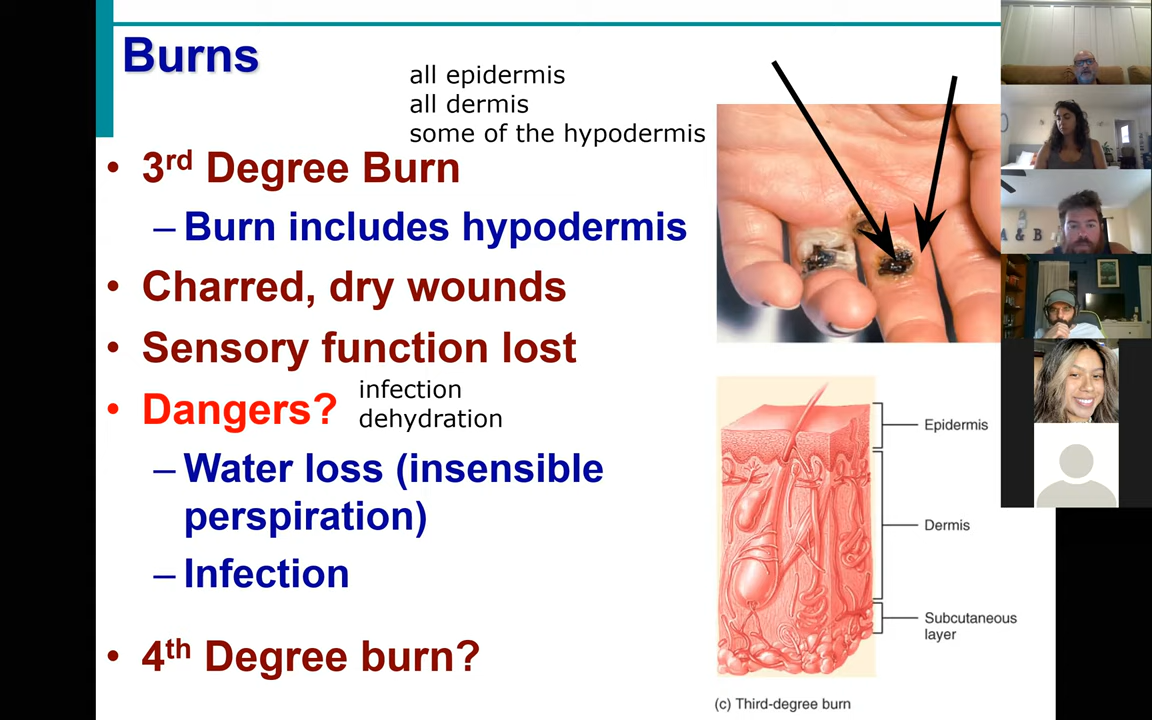 Burns
all epidermis
all dermis
some of the hypodermis
• 3rd Degree Burn
– Burn includes hypodermis
• Charred, dry wounds
• Sensory function lost
• Dangers?
infection
dehydration
– Water loss (insensible
perspiration)
– Infection
• 4th Degree burn?
Epidermis
Dermis
Subcutaneous
layer
(c) Third-degree burn
A & B